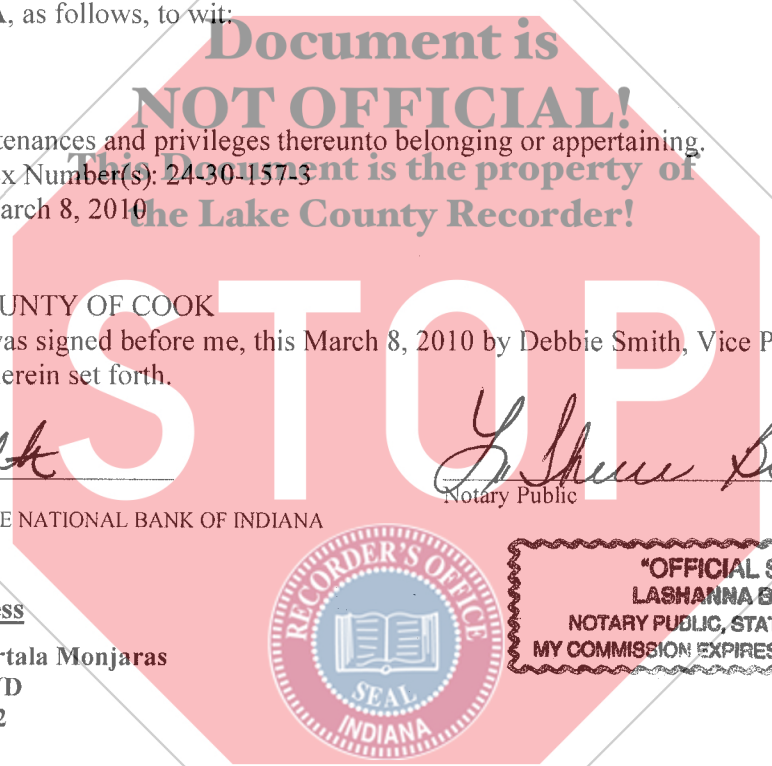 A, as follows, to wit:
Document is
NOT OFFICIAL!
tenances and privileges thereunto belonging or appertaining.
This Document is the property of
x Number(s): 24-30-157-3
arch 8, 2010
the Lake County Recorder!
STOP
UNTY OF COOK
was signed before me, this March 8, 2010 by Debbie Smith, Vice P
erein set forth.
Notary Public
E NATIONAL BANK OF INDIANA
RECORDER'S OFFICE
SEAL
INDIANA
"OFFICIAL S
LASHANNA B
NOTARY PUBLIC, STAT
MY COMMISSION EXPIRES
ess
rtala Monjaras
VD
2